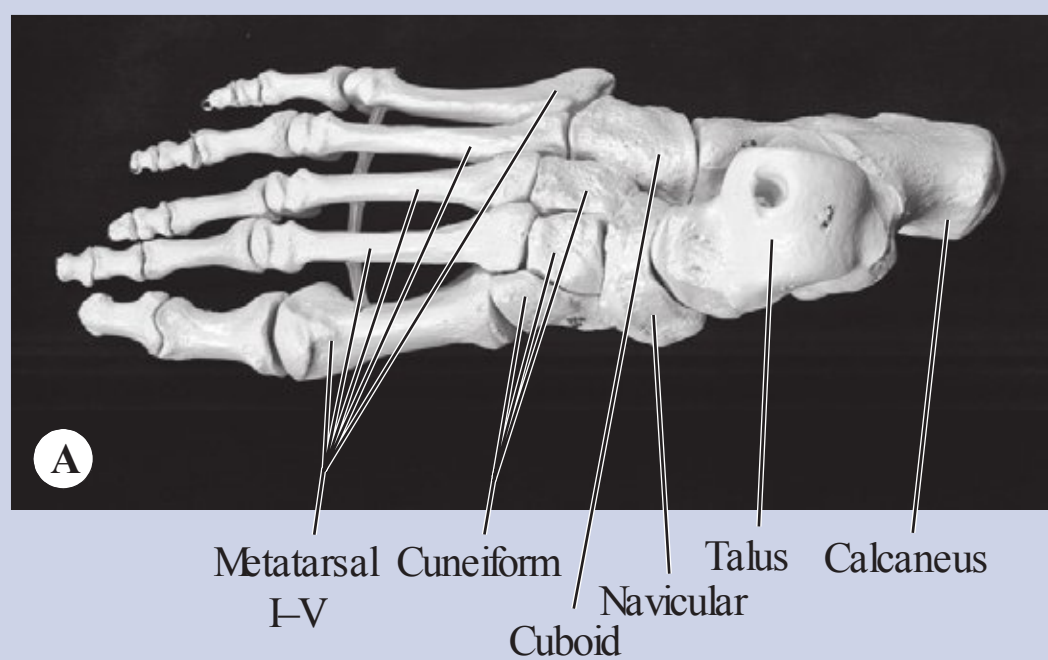 A
Metatarsal
I–V
Cuneiform
Cuboid
Navicular
Talus
Calcaneus